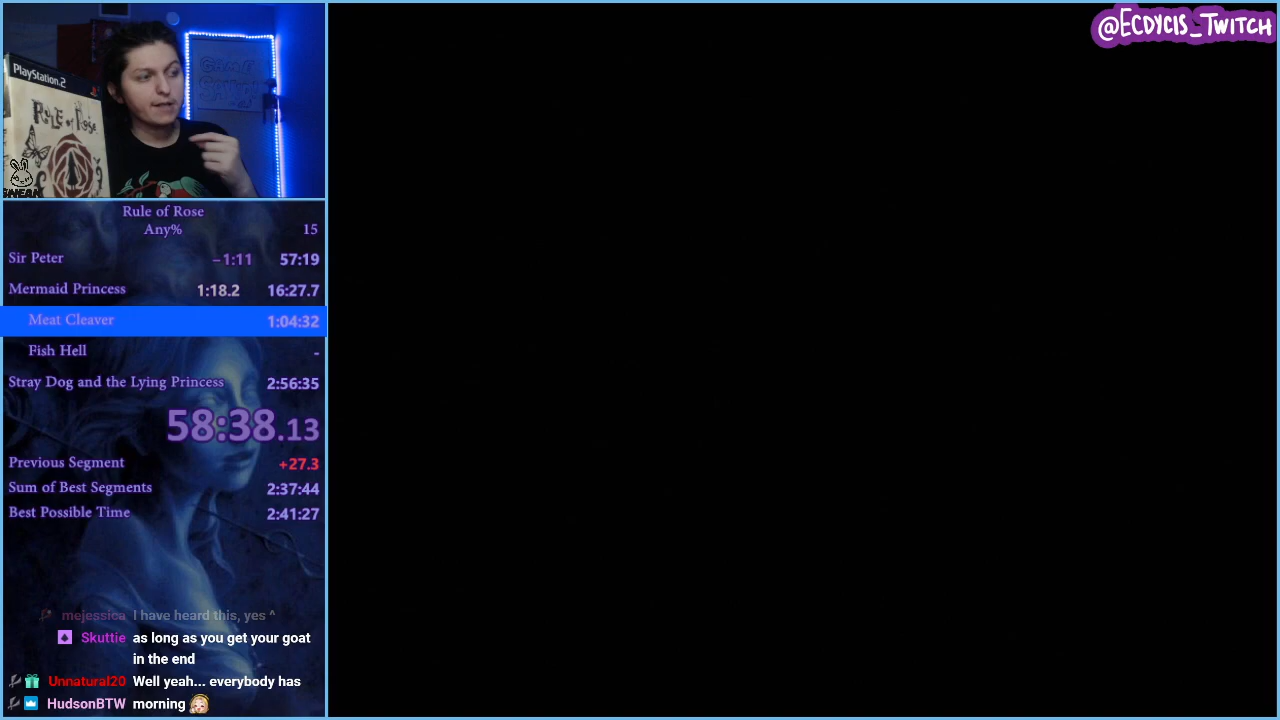 @ECDYCIS_TWITCH
PlayStation.2
RULE of ROSE
Rule of Rose
Any% 15
Sir Peter −1:11 57:19
Mermaid Princess 1:18.2 16:27.7
Meat Cleaver 1:04:32
Fish Hell -
Stray Dog and the Lying Princess 2:56:35
58:38.13
Previous Segment +27.3
Sum of Best Segments 2:37:44
Best Possible Time 2:41:27
mejessica I have heard this, yes ^
Skuttie as long as you get your goat
in the end
Unnatural20 Well yeah... everybody has
HudsonBTW morning